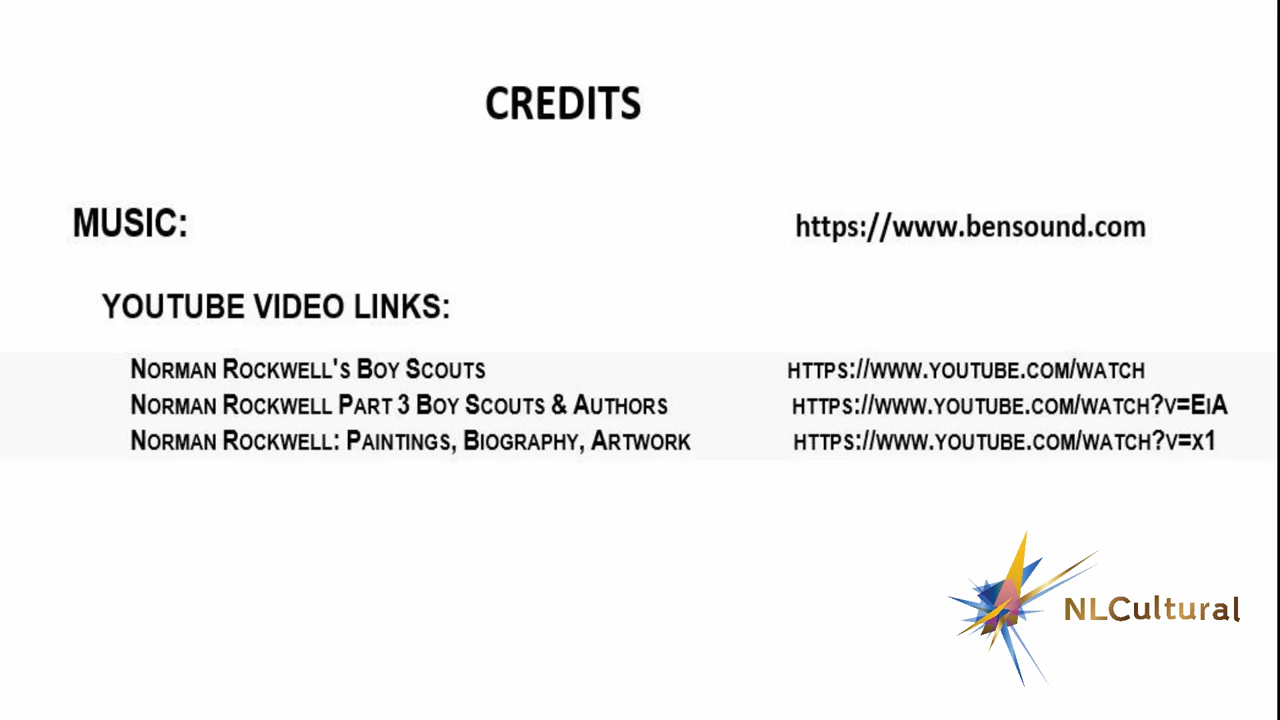 CREDITS
MUSIC: https://www.bensound.com
YOUTUBE VIDEO LINKS:
NORMAN ROCKWELL'S BOY SCOUTS HTTPS://WWW.YOUTUBE.COM/WATCH
NORMAN ROCKWELL PART 3 BOY SCOUTS & AUTHORS HTTPS://WWW.YOUTUBE.COM/WATCH?V=EIA
NORMAN ROCKWELL: PAINTINGS, BIOGRAPHY, ARTWORK HTTPS://WWW.YOUTUBE.COM/WATCH?V=X1
NLCultural